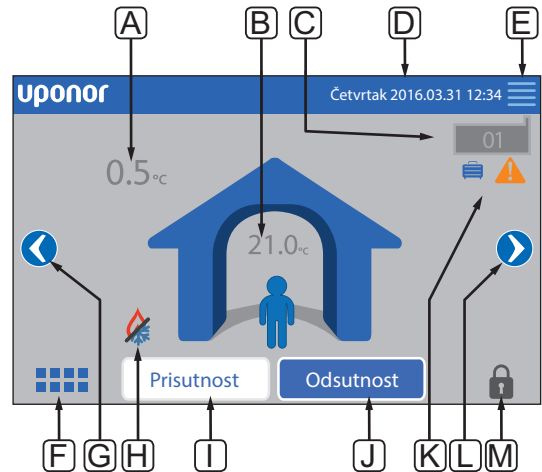 A B C D E
uponor Četvrtak 2016.03.31 12:34
01
0.5°C
21.0°C
Prisutnost Odsutnost
F G H I J K L M